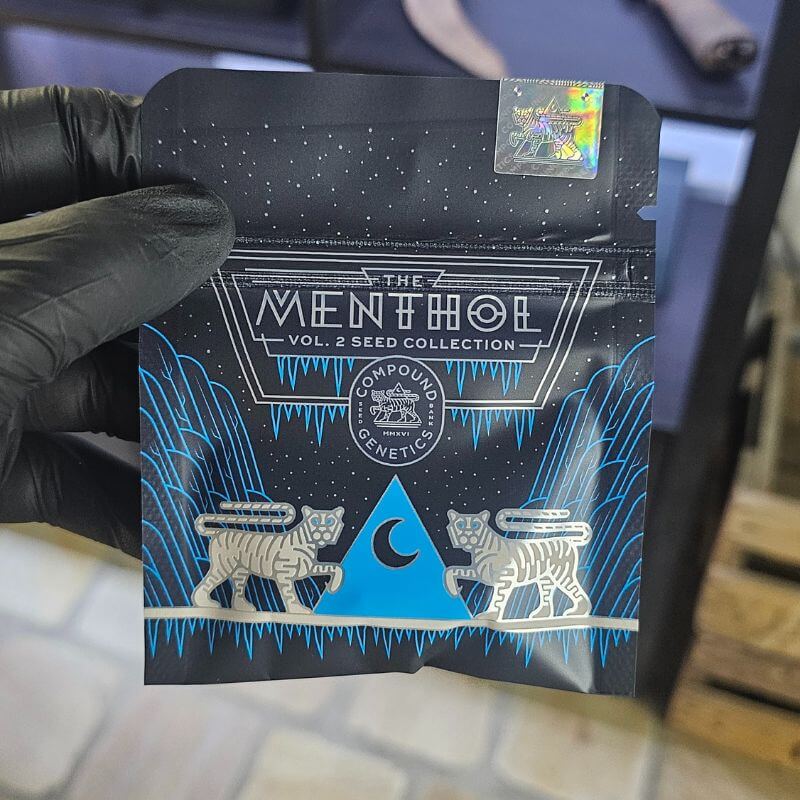 THE
MENTHOL
VOL. 2 SEED COLLECTION
COMPOUND
SEED BANK
MMXVI
GENETICS